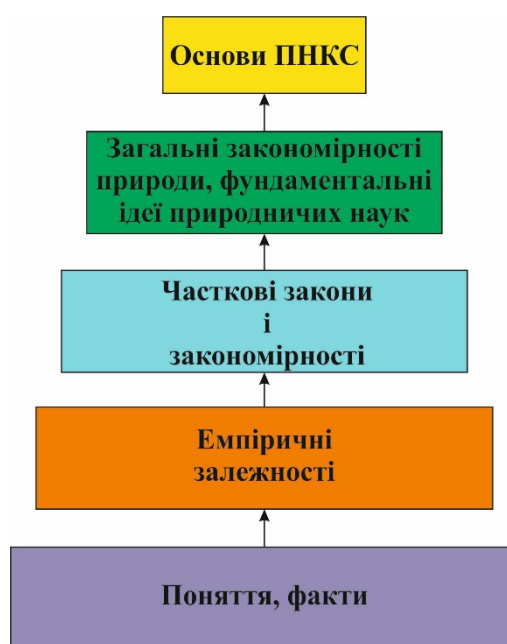 Основи ПНКС
Загальні закономірності
природи, фундаментальні
ідеї природничих наук
Часткові закони
і
закономірності
Емпіричні
залежності
Поняття, факти